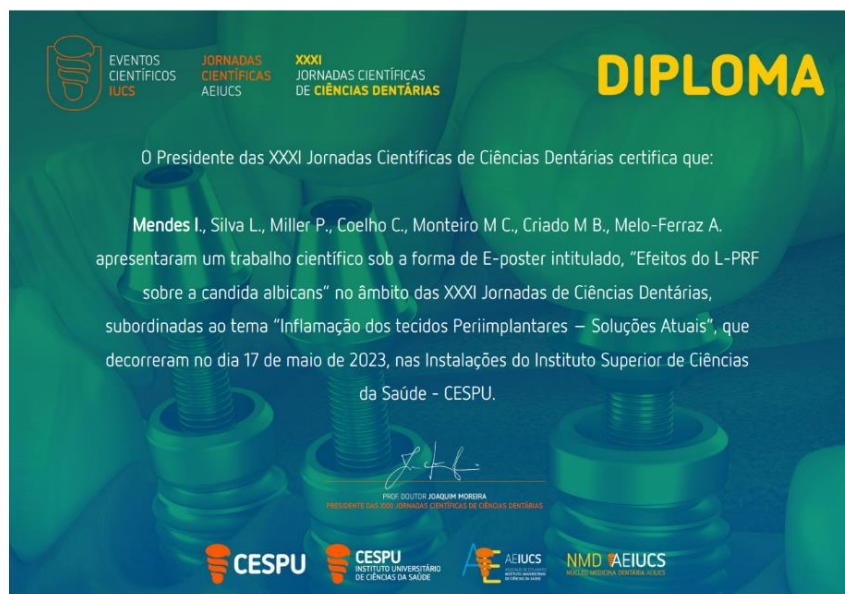 EVENTOS
CIENTÍFICOS
IUCS
JORNADAS
CIENTÍFICAS
AEIUCS
XXXI
JORNADAS CIENTÍFICAS
DE CIÊNCIAS DENTÁRIAS
DIPLOMA
O Presidente das XXXI Jornadas Científicas de Ciências Dentárias certifica que:
Mendes I., Silva L., Miller P., Coelho C., Monteiro M C., Criado M B., Melo-Ferraz A.
apresentaram um trabalho científico sob a forma de E-poster intitulado, "Efeitos do L-PRF
sobre a candida albicans" no âmbito das XXXI Jornadas de Ciências Dentárias,
subordinadas ao tema "Inflamação dos tecidos Periimplantares – Soluções Atuais", que
decorreram no dia 17 de maio de 2023, nas Instalações do Instituto Superior de Ciências
da Saúde - CESPU.
PROF. DOUTOR JOAQUIM MOREIRA
PRESIDENTE DAS XXXI JORNADAS CIENTÍFICAS DE CIÊNCIAS DENTÁRIAS
CESPU
CESPU
INSTITUTO UNIVERSITÁRIO
DE CIÊNCIAS DA SAÚDE
AEIUCS
NMD AEIUCS
NÚCLEO MEDICINA DENTÁRIA AEIUCS